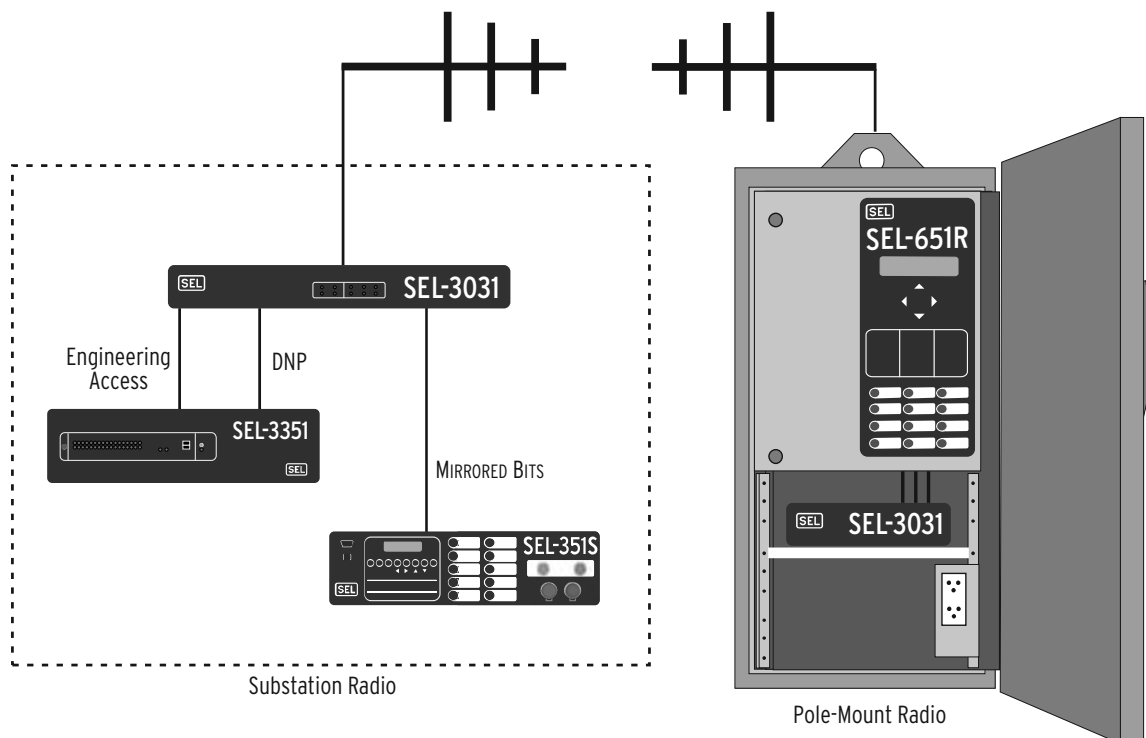 SEL
SEL-3031
Engineering
Access
DNP
SEL-3351
SEL
MIRRORED BITS
SEL-351S
SEL
Substation Radio
SEL
SEL-651R
SEL
SEL-3031
Pole-Mount Radio